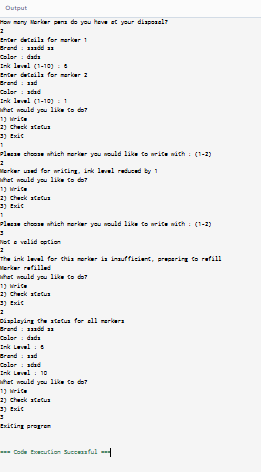 Output
How many Marker pens do you have at your disposal?
2
Enter details for marker 1
Brand : sssdd ss
Color : dsds
Ink level (1-10) : 6
Enter details for marker 2
Brand : ssd
Color : sdsd
Ink level (1-10) : 1
What would you like to do?
1) Write
2) Check status
3) Exit
1
Please choose which marker you would like to write with : (1-2)
2
Marker used for writing, ink level reduced by 1
What would you like to do?
1) Write
2) Check status
3) Exit
1
Please choose which marker you would like to write with : (1-2)
3
Not a valid option
2
The ink level for this marker is insufficient, preparing to refill
Marker refilled
What would you like to do?
1) Write
2) Check status
3) Exit
2
Displaying the status for all markers
Brand : sssdd ss
Color : dsds
Ink Level : 6
Brand : ssd
Color : sdsd
Ink Level : 10
What would you like to do?
1) Write
2) Check status
3) Exit
3
Exiting program
=== Code Execution Successful ===